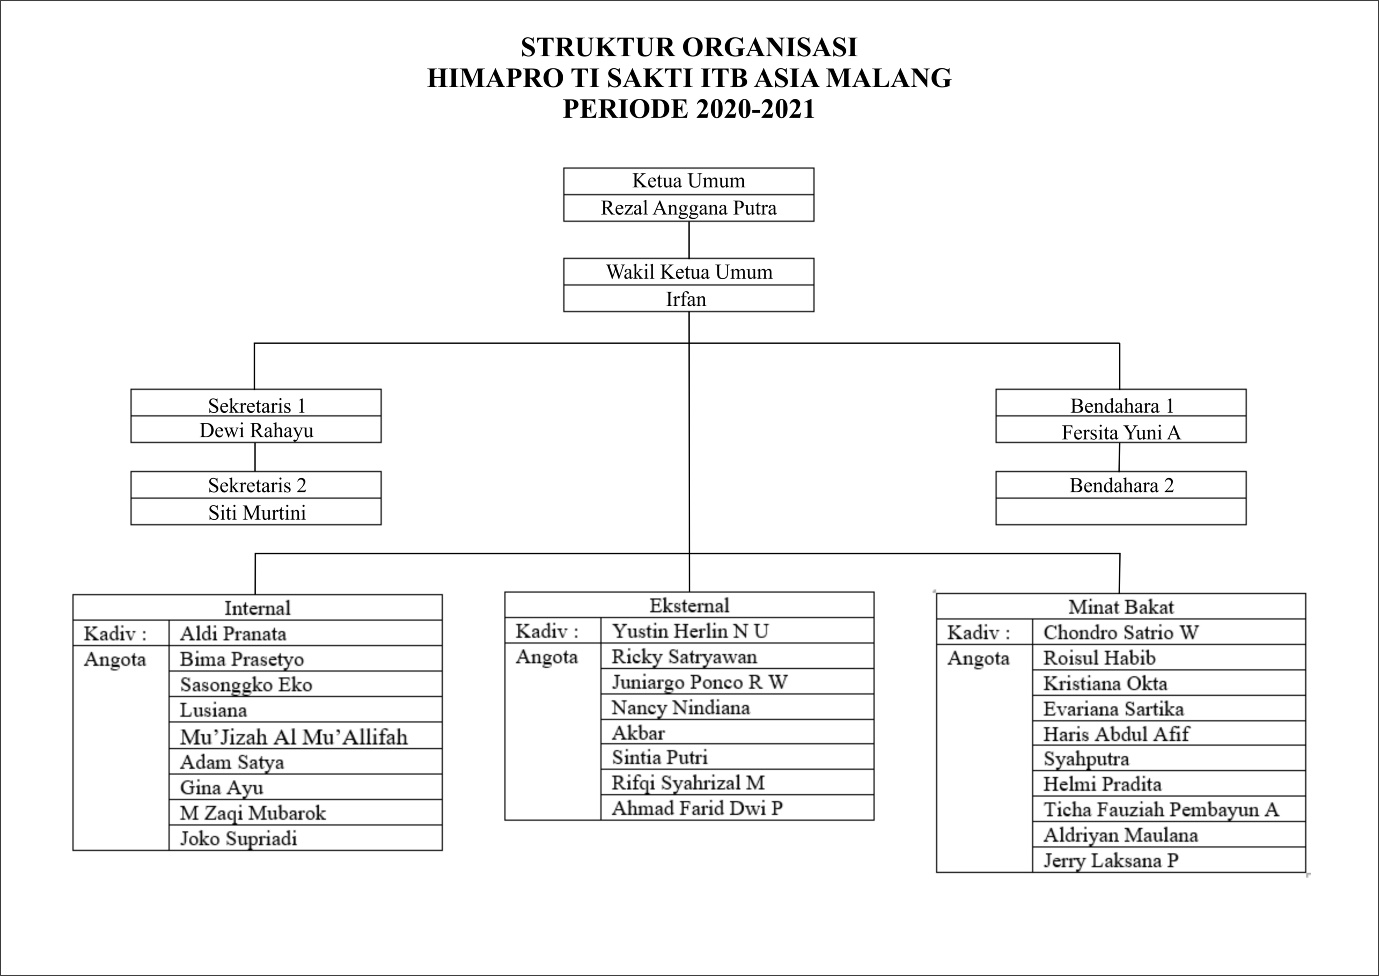 STRUKTUR ORGANISASI
HIMAPRO TI SAKTI ITB ASIA MALANG
PERIODE 2020-2021
Ketua Umum
Rezal Anggana Putra
Wakil Ketua Umum
Irfan
Sekretaris 1
Dewi Rahayu
Sekretaris 2
Siti Murtini
Bendahara 1
Fersita Yuni A
Bendahara 2
Internal
Kadiv : Aldi Pranata
Angota Bima Prasetyo
Sasonggko Eko
Lusiana
Mu’Jizah Al Mu’Allifah
Adam Satya
Gina Ayu
M Zaqi Mubarok
Joko Supriadi
Eksternal
Kadiv : Yustin Herlin N U
Angota Ricky Satryawan
Juniargo Ponco R W
Nancy Nindiana
Akbar
Sintia Putri
Rifqi Syahrizal M
Ahmad Farid Dwi P
Minat Bakat
Kadiv : Chondro Satrio W
Angota Roisul Habib
Kristiana Okta
Evariana Sartika
Haris Abdul Afif
Syahputra
Helmi Pradita
Ticha Fauziah Pembayun A
Aldriyan Maulana
Jerry Laksana P